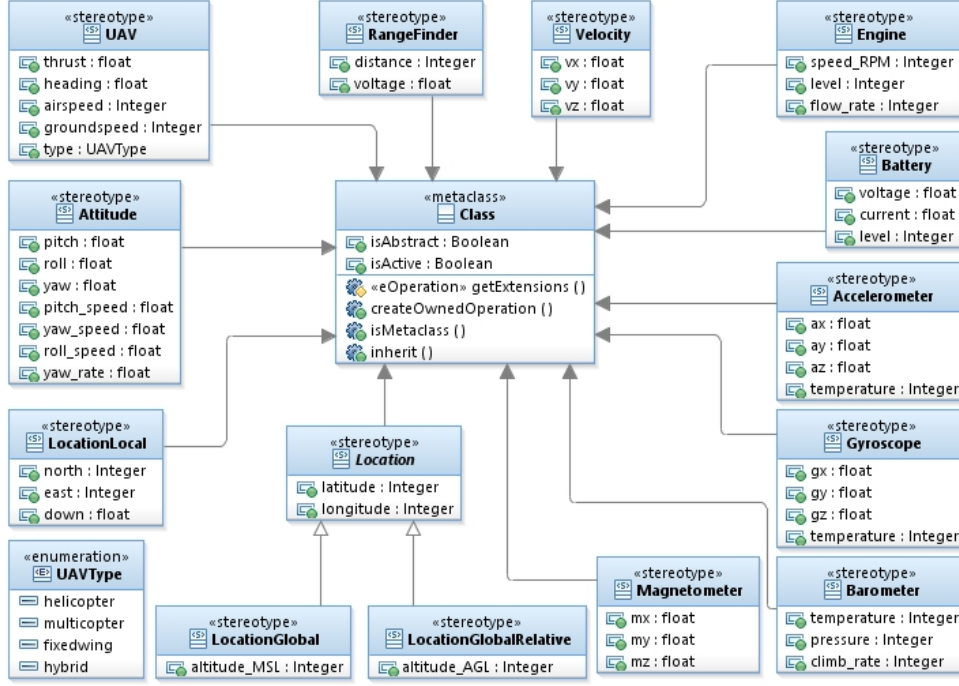 «stereotype»
UAV
thrust : float
heading : float
airspeed : Integer
groundspeed : Integer
type : UAVType
«stereotype»
RangeFinder
distance : Integer
voltage : float
«stereotype»
Velocity
vx : float
vy : float
vz : float
«stereotype»
Engine
speed_RPM : Integer
level : Integer
flow_rate : Integer
«stereotype»
Battery
voltage : float
current : float
level : Integer
«stereotype»
Attitude
pitch : float
roll : float
yaw : float
pitch_speed : float
yaw_speed : float
roll_speed : float
yaw_rate : float
«metaclass»
Class
isAbstract : Boolean
isActive : Boolean
«eOperation» getExtensions ( )
createOwnedOperation ( )
isMetaclass ( )
inherit ( )
«stereotype»
Accelerometer
ax : float
ay : float
az : float
temperature : Integer
«stereotype»
LocationLocal
north : Integer
east : Integer
down : float
«stereotype»
Location
latitude : Integer
longitude : Integer
«stereotype»
Gyroscope
gx : float
gy : float
gz : float
temperature : Integer
«enumeration»
UAVType
helicopter
multicopter
fixedwing
hybrid
«stereotype»
LocationGlobal
altitude_MSL : Integer
«stereotype»
LocationGlobalRelative
altitude_AGL : Integer
«stereotype»
Magnetometer
mx : float
my : float
mz : float
«stereotype»
Barometer
temperature : Integer
pressure : Integer
climb_rate : Integer